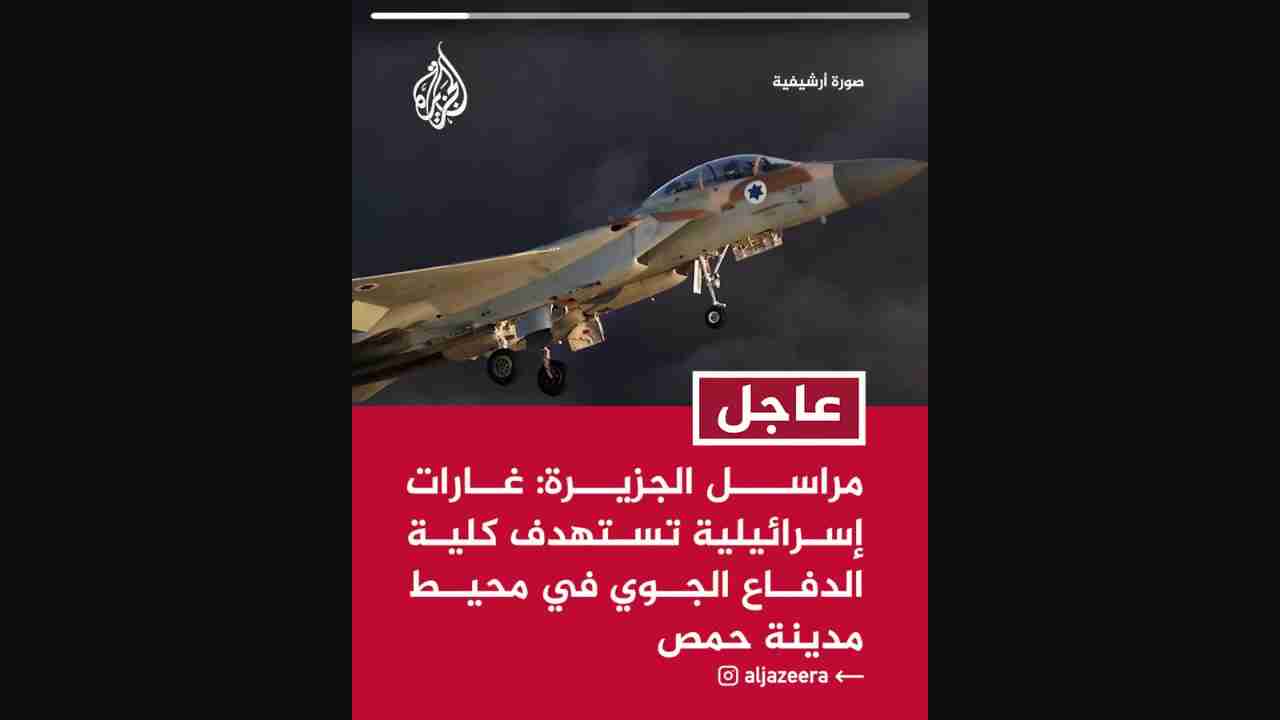 صورة أرشيفية
الجزيرة
عاجل
مراسل الجزيرة: غارات
إسرائيلية تستهدف كلية
الدفاع الجوي في محيط
مدينة حمص
aljazeera